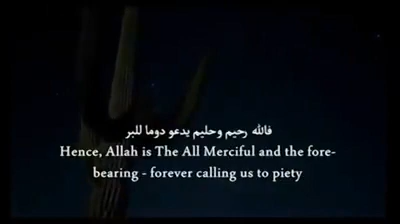 فالله رحيم وحليم يدعو دوما للبر
Hence, Allah is The All Merciful and the fore-
bearing - forever calling us to piety